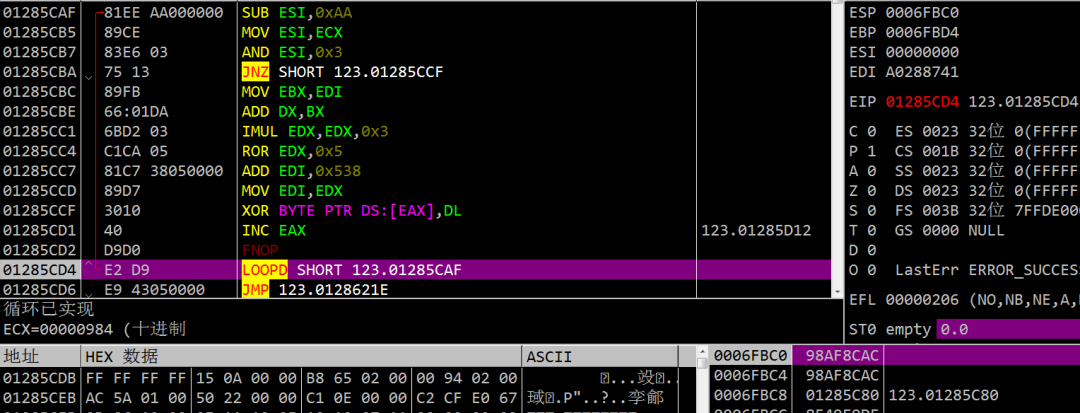 01285CAF 81EE AA000000 SUB ESI,0xAA
01285CB5 89CE MOV ESI,ECX
01285CB7 83E6 03 AND ESI,0x3
01285CBA 75 13 JNZ SHORT 123.01285CCF
01285CBC 89FB MOV EBX,EDI
01285CBE 66:01DA ADD DX,BX
01285CC1 6BD2 03 IMUL EDX,EDX,0x3
01285CC4 C1CA 05 ROR EDX,0x5
01285CC7 81C7 38050000 ADD EDI,0x538
01285CCD 89D7 MOV EDI,EDX
01285CCF 3010 XOR BYTE PTR DS:[EAX],DL
01285CD1 40 INC EAX 123.01285D12
01285CD2 D9D0 FNOP
01285CD4 E2 D9 LOOPD SHORT 123.01285CAF
01285CD6 E9 43050000 JMP 123.0128621E
循环已实现
ECX=00000984 (十进制
地址 HEX 数据 ASCII
01285CDB FF FF FF FF 15 0A 00 00 B8 65 02 00 00 94 02 00
01285CEB AC 5A 01 00 50 22 00 00 C1 0E 00 00 C2 CF E0 67
ESP 0006FBC0
EBP 0006FBD4
ESI 00000000
EDI A0288741
EIP 01285CD4 123.01285CD4
C 0 ES 0023 32位 0(FFFFF
P 1 CS 001B 32位 0(FFFFF
A 0 SS 0023 32位 0(FFFFF
Z 0 DS 0023 32位 0(FFFFF
S 0 FS 003B 32位 7FFDE00
T 0 GS 0000 NULL
D 0
O 0 LastErr ERROR_SUCCES
EFL 00000206 (NO,NB,NE,A,
ST0 empty 0.0
0006FBC0 98AF8CAC
0006FBC4 98AF8CAC
0006FBC8 01285C80 123.01285C80